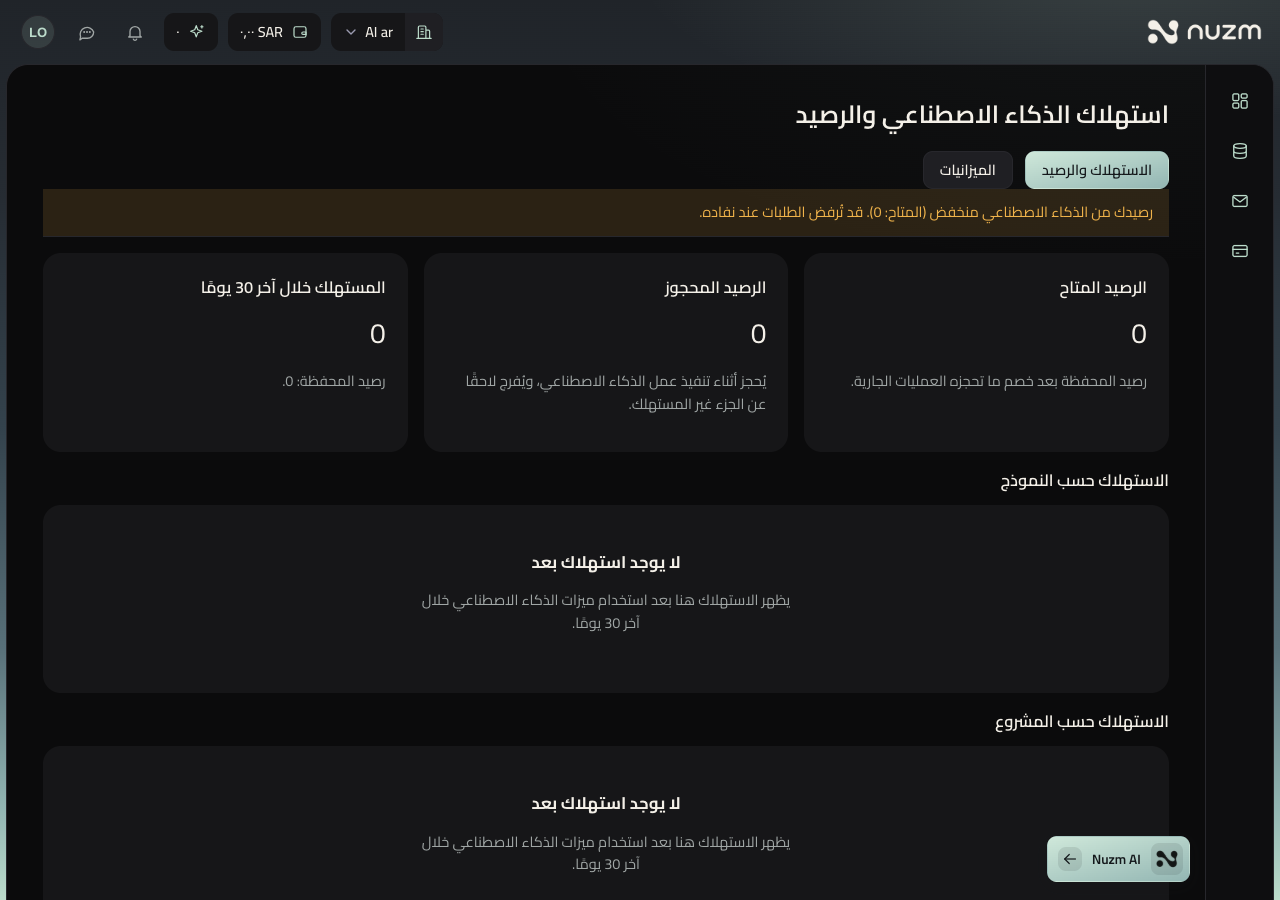 nuzm
Al ar
٠,٠٠ SAR
٠
LO
استهلاك الذكاء الاصطناعي والرصيد
الاستهلاك والرصيد
الميزانيات
رصيدك من الذكاء الاصطناعي منخفض (المتاح: 0). قد تُرفض الطلبات عند نفاده.
الرصيد المتاح
0
رصيد المحفظة بعد خصم ما تحجزه العمليات الجارية.
الرصيد المحجوز
0
يُحجز أثناء تنفيذ عمل الذكاء الاصطناعي، ويُفرج لاحقًا
عن الجزء غير المستهلك.
المستهلك خلال آخر 30 يومًا
0
رصيد المحفظة: 0.
الاستهلاك حسب النموذج
لا يوجد استهلاك بعد
يظهر الاستهلاك هنا بعد استخدام ميزات الذكاء الاصطناعي خلال
آخر 30 يومًا.
الاستهلاك حسب المشروع
لا يوجد استهلاك بعد
يظهر الاستهلاك هنا بعد استخدام ميزات الذكاء الاصطناعي خلال
آخر 30 يومًا.
Nuzm AI